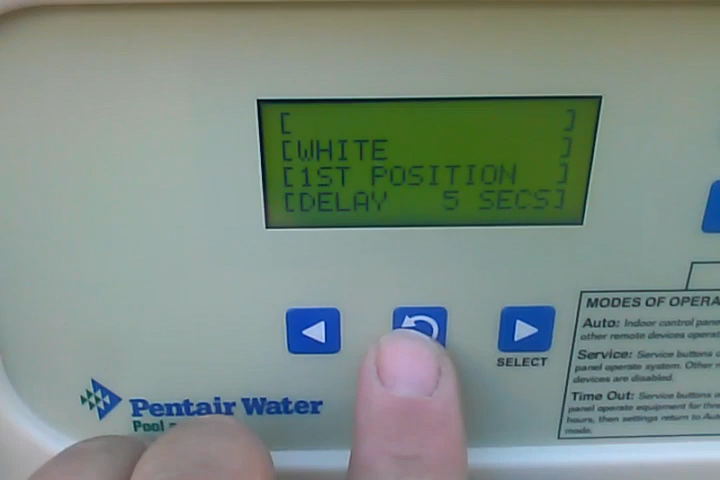 [ ]
[WHITE ]
[1ST POSITION ]
[DELAY 5 SECS]
SELECT
MODES OF OPERA
Auto: Indoor control pane
other remote devices opera
Service: Service buttons o
panel operate system. Other r
devices are disabled.
Time Out: Service buttons o
panel operate equipment for thre
hours, then settings return to Auto
mode.
Pentair Water
Pool